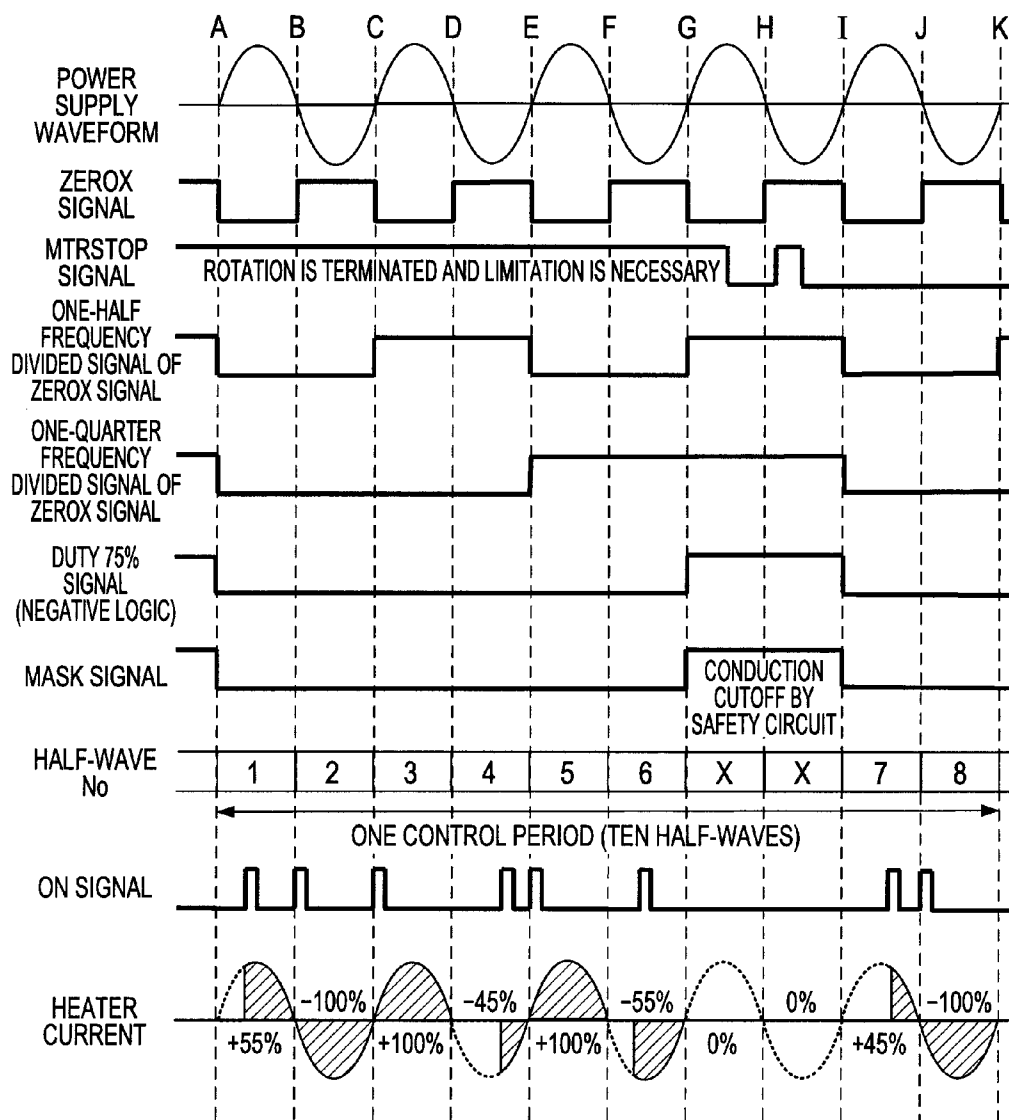 A B C D E F G H I J K
POWER
SUPPLY
WAVEFORM
ZEROX
SIGNAL
MTRSTOP
SIGNAL
ROTATION IS TERMINATED AND LIMITATION IS NECESSARY
ONE-HALF
FREQUENCY
DIVIDED SIGNAL OF
ZEROX SIGNAL
ONE-QUARTER
FREQUENCY
DIVIDED SIGNAL OF
ZEROX SIGNAL
DUTY 75%
SIGNAL
(NEGATIVE LOGIC)
MASK SIGNAL
CONDUCTION
CUTOFF BY
SAFETY CIRCUIT
HALF-WAVE
No
1 2 3 4 5 6 X X 7 8
ONE CONTROL PERIOD (TEN HALF-WAVES)
ON SIGNAL
HEATER
CURRENT
−100% −45% −55% 0% −100%
+55% +100% +100% 0% +45%